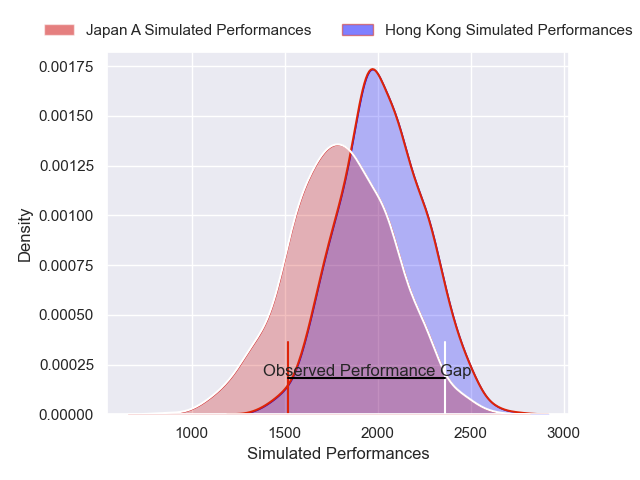 Japan A Simulated Performances
Hong Kong Simulated Performances
0.00175
0.00150
0.00125
0.00100
0.00075
0.00050
0.00025
0.00000
Density
Observed Performance Gap
1000 1500 2000 2500 3000
Simulated Performances